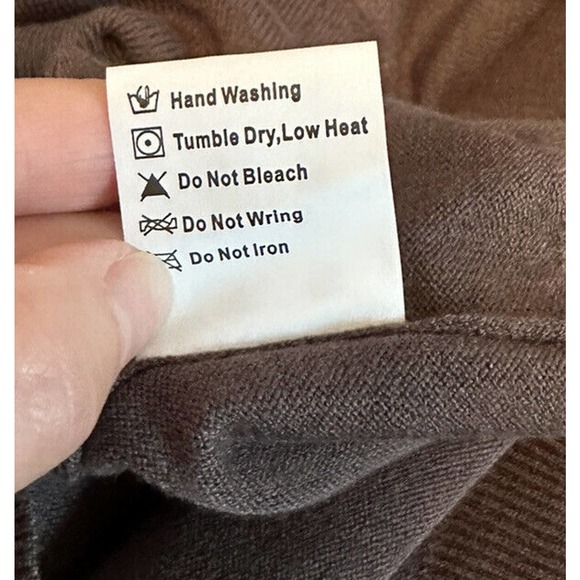 Hand Washing
Tumble Dry,Low Heat
Do Not Bleach
Do Not Wring
Do Not Iron